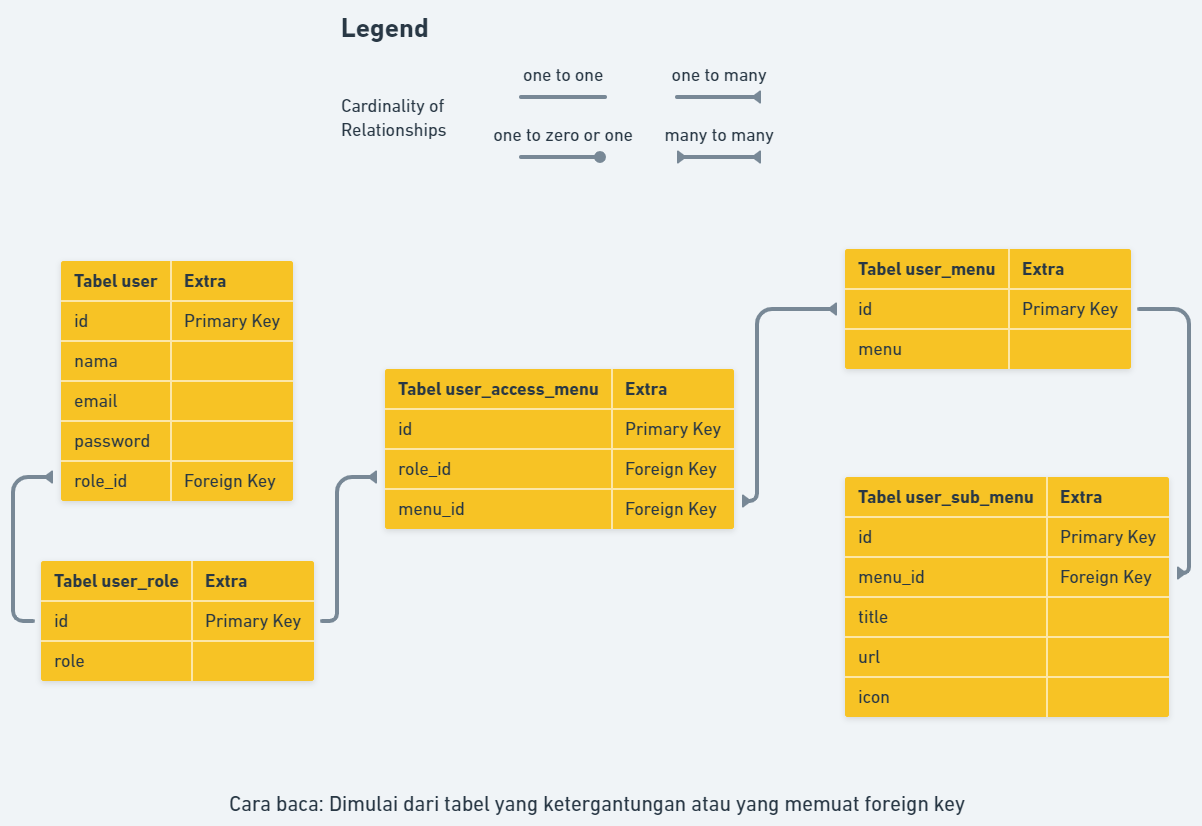 Legend
one to one
one to many
Cardinality of
Relationships
one to zero or one
many to many
Tabel user Extra
id Primary Key
nama
email
password
role_id Foreign Key
Tabel user_role Extra
id Primary Key
role
Tabel user_access_menu Extra
id Primary Key
role_id Foreign Key
menu_id Foreign Key
Tabel user_menu Extra
id Primary Key
menu
Tabel user_sub_menu Extra
id Primary Key
menu_id Foreign Key
title
url
icon
Cara baca: Dimulai dari tabel yang ketergantungan atau yang memuat foreign key